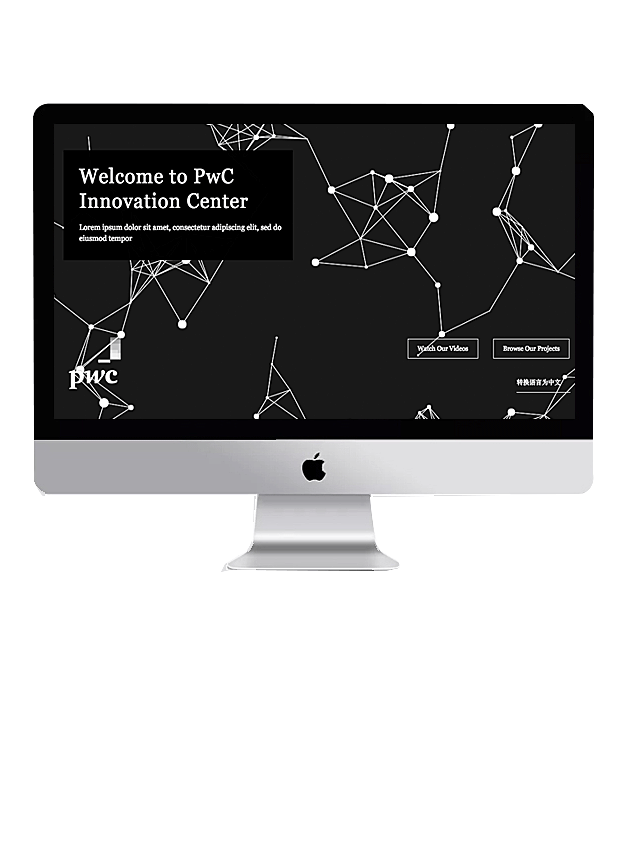 Welcome to PwC
Innovation Center
Lorem ipsum dolor sit amet, consectetur adipiscing elit, sed do
eiusmod tempor
Watch Our Videos
Browse Our Projects
pwc
转换语言为中文